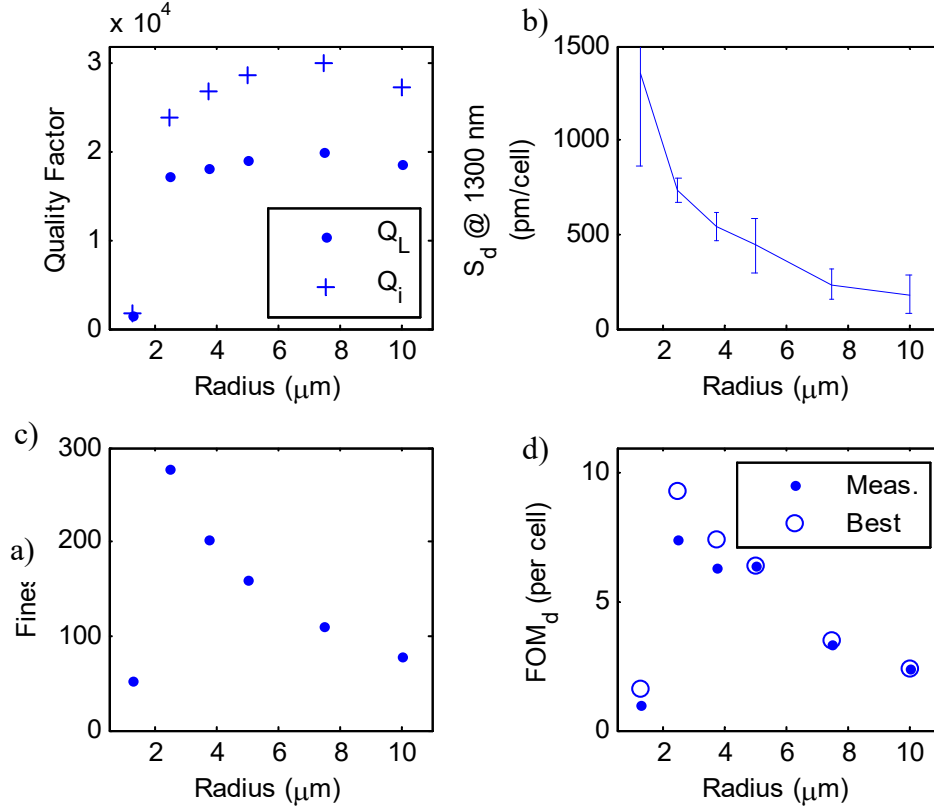 x 10^4
3
2
1
0
Quality Factor
Q_L
Q_i
2 4 6 8 10
Radius (μm)
b)
1500
1000
500
0
S_d @ 1300 nm
(pm/cell)
2 4 6 8 10
Radius (μm)
c)
300
200
100
0
a)
Fines
2 4 6 8 10
Radius (μm)
d)
10
5
0
FOM_d (per cell)
Meas.
Best
2 4 6 8 10
Radius (μm)